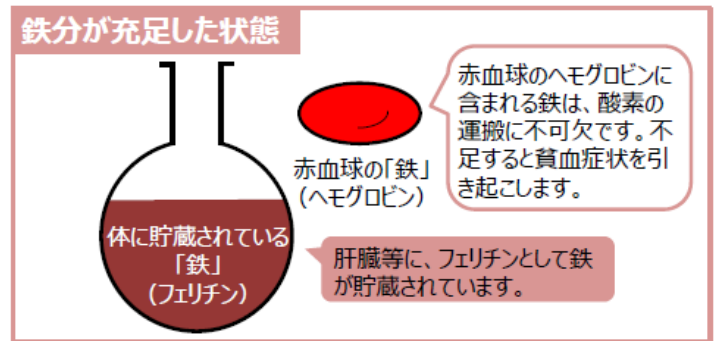 鉄分が充足した状態
赤血球のヘモグロビンに
含まれる鉄は、酸素の
運搬に不可欠です。不
足すると貧血症状を引
き起こします。
赤血球の「鉄」
（ヘモグロビン）
体に貯蔵されている
「鉄」
（フェリチン）
肝臓等に、フェリチンとして鉄
が貯蔵されています。